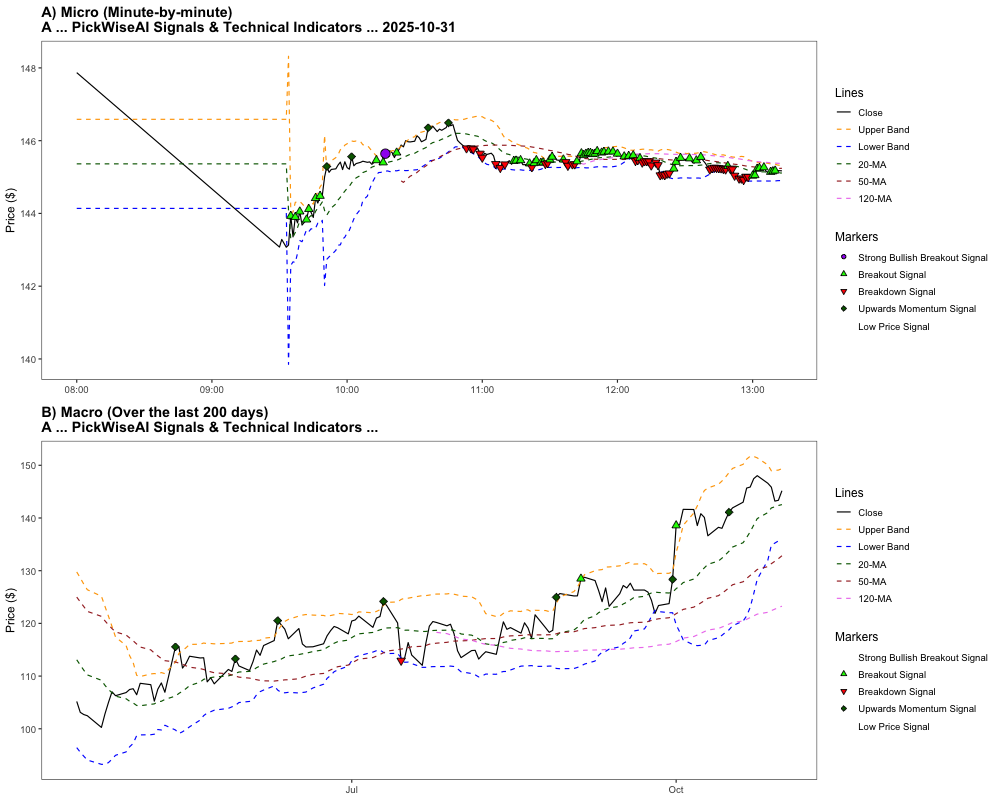 A) Micro (Minute-by-minute)
A ... PickWiseAI Signals & Technical Indicators ... 2025-10-31
Price ($)
148
146
144
142
140
08:00
09:00
10:00
11:00
12:00
13:00
Lines
Close
Upper Band
Lower Band
20-MA
50-MA
120-MA
Markers
Strong Bullish Breakout Signal
Breakout Signal
Breakdown Signal
Upwards Momentum Signal
Low Price Signal
B) Macro (Over the last 200 days)
A ... PickWiseAI Signals & Technical Indicators ...
Price ($)
150
140
130
120
110
100
Jul
Oct
Lines
Close
Upper Band
Lower Band
20-MA
50-MA
120-MA
Markers
Strong Bullish Breakout Signal
Breakout Signal
Breakdown Signal
Upwards Momentum Signal
Low Price Signal